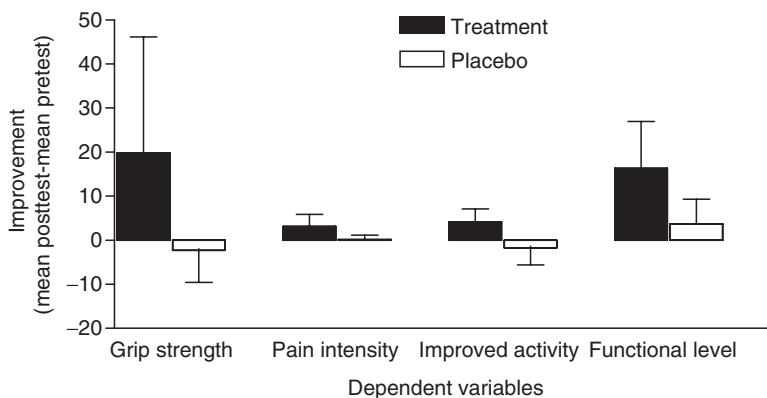 50
40
30
20
10
0
−10
−20
Improvement
(mean posttest-mean pretest)
Treatment
Placebo
Grip strength
Pain intensity
Improved activity
Functional level
Dependent variables